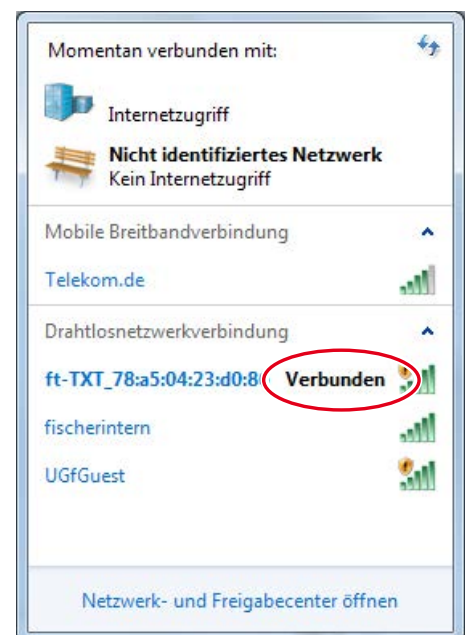 Momentan verbunden mit:
Internetzugriff
Nicht identifiziertes Netzwerk
Kein Internetzugriff
Mobile Breitbandverbindung
Telekom.de
Drahtlosnetzwerkverbindung
ft-TXT_78:a5:04:23:d0:8 Verbunden
fischerintern
UGfGuest
Netzwerk- und Freigabecenter öffnen